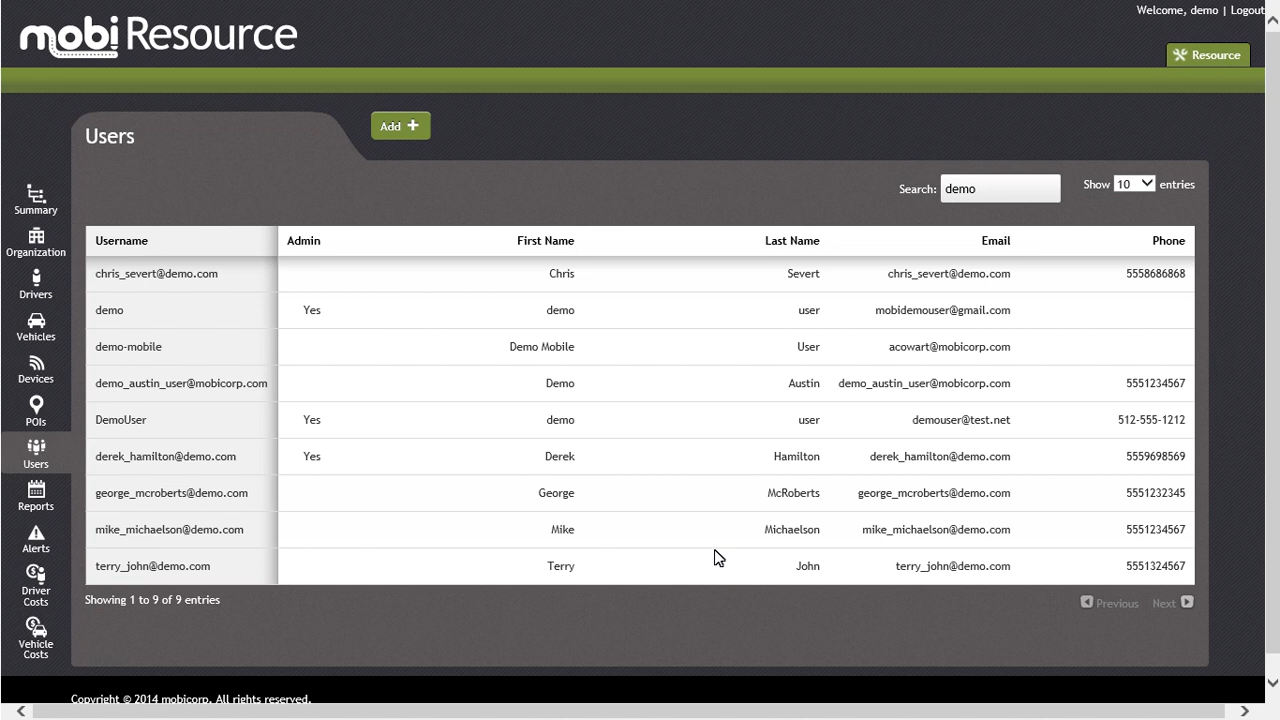 Welcome, demo | Logout
mobi Resource
Resource
Users
Add
Search: demo
Show 10 entries
Summary
Organization
Drivers
Vehicles
Devices
POIs
Users
Reports
Alerts
Driver
Costs
Vehicle
Costs
Username Admin First Name Last Name Email Phone
chris_severt@demo.com Chris Severt chris_severt@demo.com 5558686868
demo Yes demo user mobidemouser@gmail.com
demo-mobile Demo Mobile User acowart@mobicorp.com
demo_austin_user@mobicorp.com Demo Austin demo_austin_user@mobicorp.com 5551234567
DemoUser Yes demo user demouser@test.net 512-555-1212
derek_hamilton@demo.com Yes Derek Hamilton derek_hamilton@demo.com 5559698569
george_mcroberts@demo.com George McRoberts george_mcroberts@demo.com 5551232345
mike_michaelson@demo.com Mike Michaelson mike_michaelson@demo.com 5551234567
terry_john@demo.com Terry John terry_john@demo.com 5551324567
Showing 1 to 9 of 9 entries
Previous Next
Copyright © 2014 mobicorp. All rights reserved.